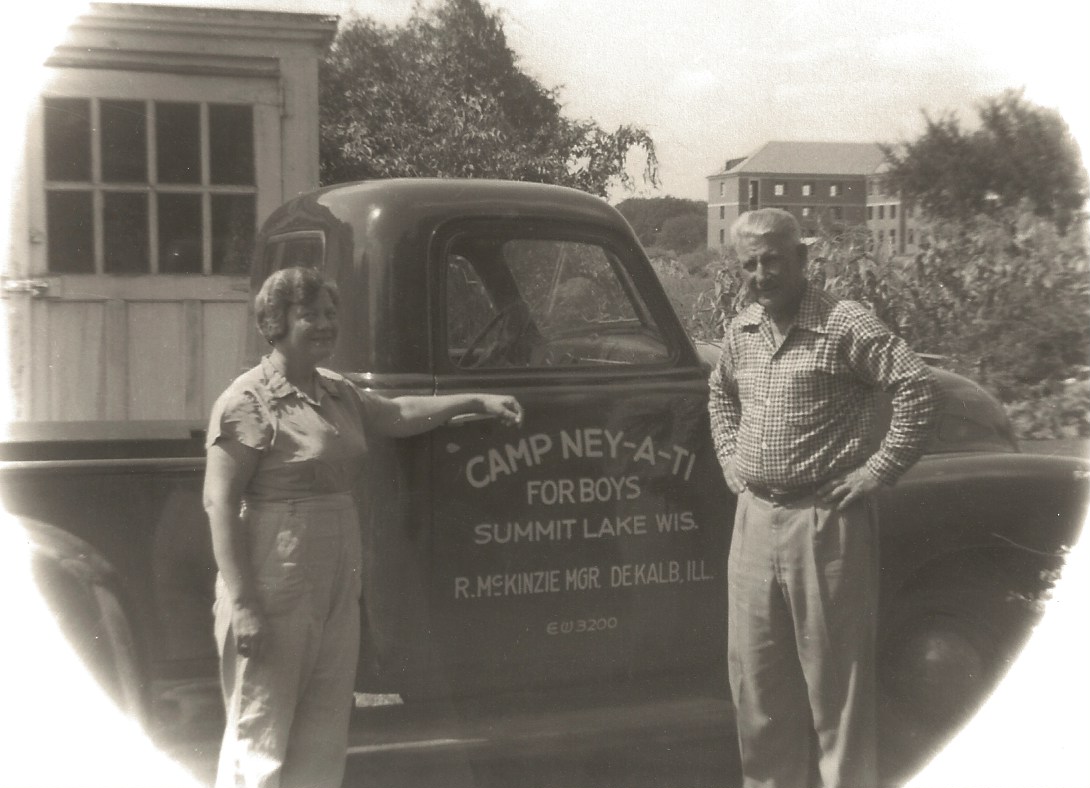 CAMP NEY-A-TI
FOR BOYS
SUMMIT LAKE WIS.
R. McKINZIE MGR. DEKALB, ILL.
EW 3200